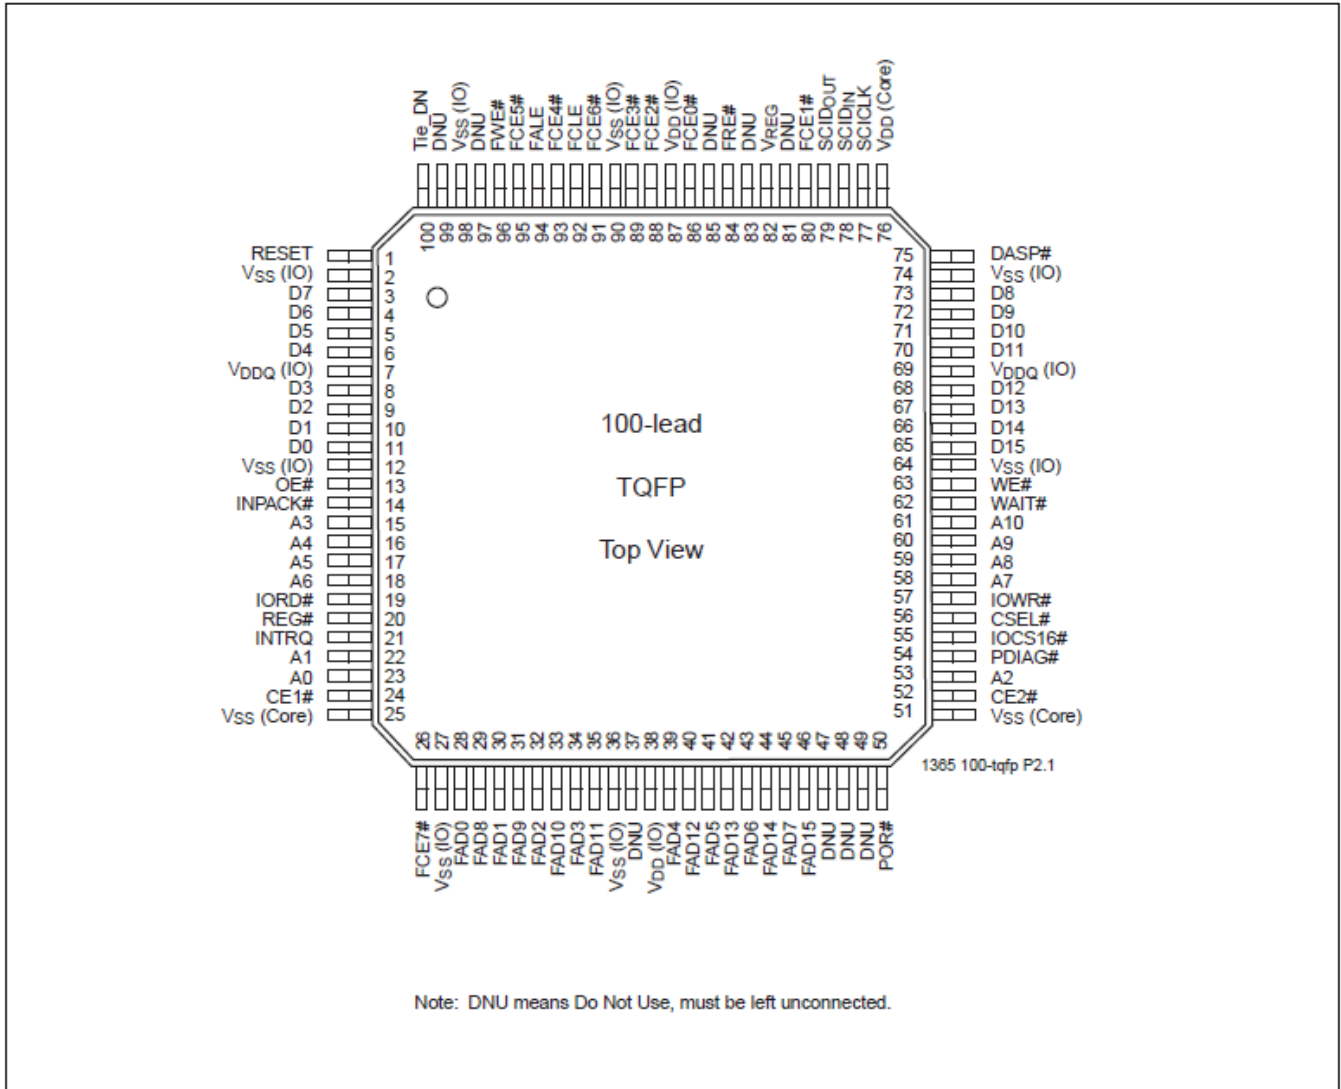 Tie_DN
DNU
VSS (IO)
DNU
FWE#
FCE5#
FALE
FCE4#
FCLE
FCE6#
VSS (IO)
FCE3#
FCE2#
VDD (IO)
FCE0#
DNU
FRE#
DNU
VREG
DNU
FCE1#
SCIDOUT
SCIDIN
SCICLK
VDD (Core)
100 99 98 97 96 95 94 93 92 91 90 89 88 87 86 85 84 83 82 81 80 79 78 77 76
RESET 1
VSS (IO) 2
D7 3
D6 4
D5 5
D4 6
VDDQ (IO) 7
D3 8
D2 9
D1 10
D0 11
VSS (IO) 12
OE# 13
INPACK# 14
A3 15
A4 16
A5 17
A6 18
IORD# 19
REG# 20
INTRQ 21
A1 22
A0 23
CE1# 24
VSS (Core) 25
100-lead
TQFP
Top View
75 DASP#
74 VSS (IO)
73 D8
72 D9
71 D10
70 D11
69 VDDQ (IO)
68 D12
67 D13
66 D14
65 D15
64 VSS (IO)
63 WE#
62 WAIT#
61 A10
60 A9
59 A8
58 A7
57 IOWR#
56 CSEL#
55 IOCS16#
54 PDIAG#
53 A2
52 CE2#
51 VSS (Core)
26 27 28 29 30 31 32 33 34 35 36 37 38 39 40 41 42 43 44 45 46 47 48 49 50
1365 100-tqfp P2.1
FCE7#
VSS (IO)
FAD0
FAD8
FAD1
FAD9
FAD2
FAD10
FAD3
FAD11
VSS (IO)
DNU
VDD (IO)
FAD4
FAD12
FAD5
FAD13
FAD6
FAD14
FAD7
FAD15
DNU
DNU
DNU
POR#
Note: DNU means Do Not Use, must be left unconnected.